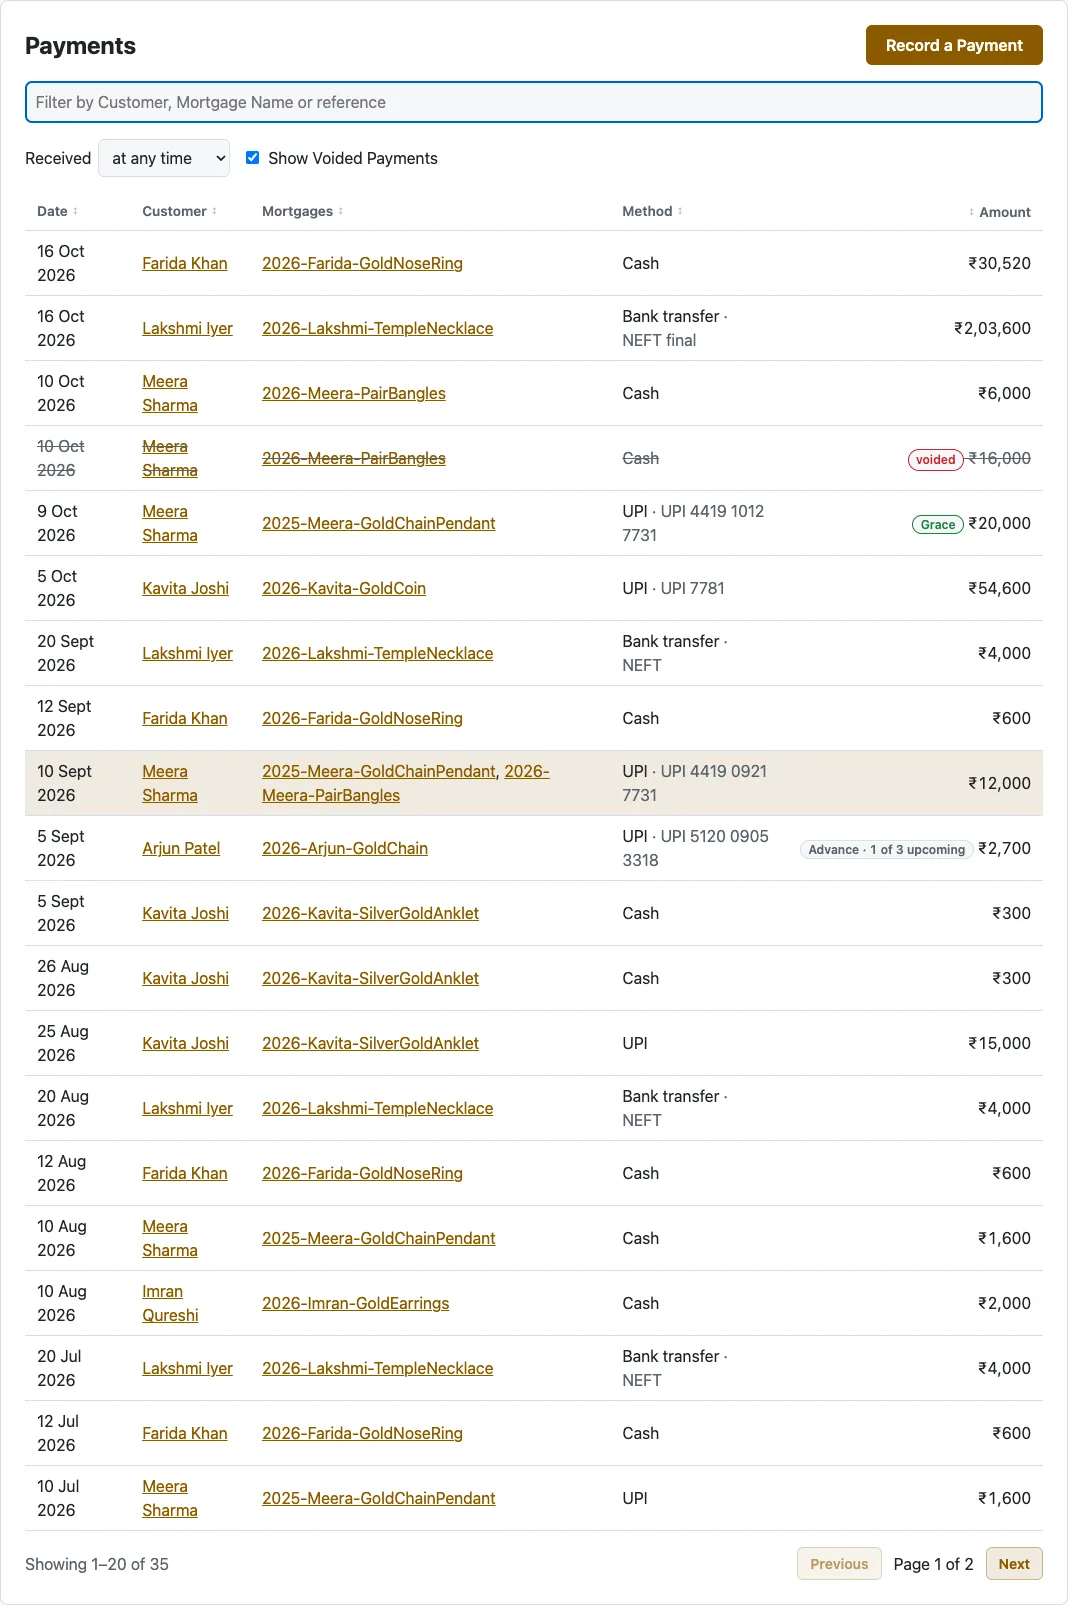 Payments
Record a Payment
Filter by Customer, Mortgage Name or reference
Received at any time Show Voided Payments
Date Customer Mortgages Method Amount
16 Oct 2026 Farida Khan 2026-Farida-GoldNoseRing Cash ₹30,520
16 Oct 2026 Lakshmi Iyer 2026-Lakshmi-TempleNecklace Bank transfer · NEFT final ₹2,03,600
10 Oct 2026 Meera Sharma 2026-Meera-PairBangles Cash ₹6,000
10 Oct 2026 Meera Sharma 2026-Meera-PairBangles Cash voided ₹16,000
9 Oct 2026 Meera Sharma 2025-Meera-GoldChainPendant UPI · UPI 4419 1012 7731 Grace ₹20,000
5 Oct 2026 Kavita Joshi 2026-Kavita-GoldCoin UPI · UPI 7781 ₹54,600
20 Sept 2026 Lakshmi Iyer 2026-Lakshmi-TempleNecklace Bank transfer · NEFT ₹4,000
12 Sept 2026 Farida Khan 2026-Farida-GoldNoseRing Cash ₹600
10 Sept 2026 Meera Sharma 2025-Meera-GoldChainPendant, 2026-Meera-PairBangles UPI · UPI 4419 0921 7731 ₹12,000
5 Sept 2026 Arjun Patel 2026-Arjun-GoldChain UPI · UPI 5120 0905 3318 Advance · 1 of 3 upcoming ₹2,700
5 Sept 2026 Kavita Joshi 2026-Kavita-SilverGoldAnklet Cash ₹300
26 Aug 2026 Kavita Joshi 2026-Kavita-SilverGoldAnklet Cash ₹300
25 Aug 2026 Kavita Joshi 2026-Kavita-SilverGoldAnklet UPI ₹15,000
20 Aug 2026 Lakshmi Iyer 2026-Lakshmi-TempleNecklace Bank transfer · NEFT ₹4,000
12 Aug 2026 Farida Khan 2026-Farida-GoldNoseRing Cash ₹600
10 Aug 2026 Meera Sharma 2025-Meera-GoldChainPendant Cash ₹1,600
10 Aug 2026 Imran Qureshi 2026-Imran-GoldEarrings Cash ₹2,000
20 Jul 2026 Lakshmi Iyer 2026-Lakshmi-TempleNecklace Bank transfer · NEFT ₹4,000
12 Jul 2026 Farida Khan 2026-Farida-GoldNoseRing Cash ₹600
10 Jul 2026 Meera Sharma 2025-Meera-GoldChainPendant UPI ₹1,600
Showing 1–20 of 35 Previous Page 1 of 2 Next